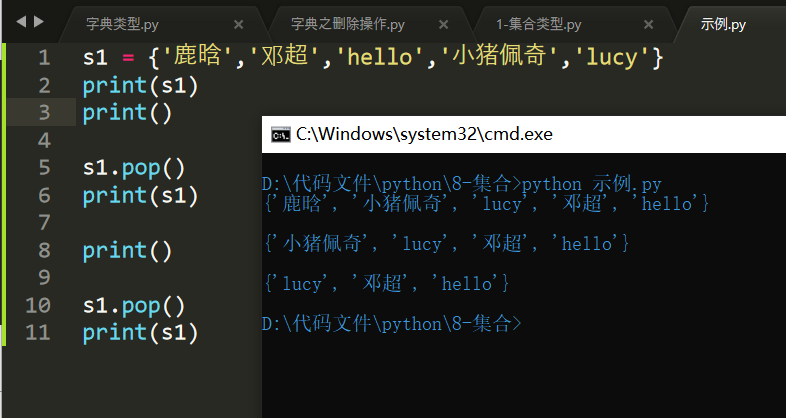 字典类型.py × 字典之删除操作.py × 1-集合类型.py × 示例.py
1 s1 = {'鹿晗','邓超','hello','小猪佩奇','lucy'}
2 print(s1)
3 print()
4
5 s1.pop()
6 print(s1)
7
8 print()
9
10 s1.pop()
11 print(s1)
C:\Windows\system32\cmd.exe
D:\代码文件\python\8-集合>python 示例.py
{'鹿晗', '小猪佩奇', 'lucy', '邓超', 'hello'}
{'小猪佩奇', 'lucy', '邓超', 'hello'}
{'lucy', '邓超', 'hello'}
D:\代码文件\python\8-集合>